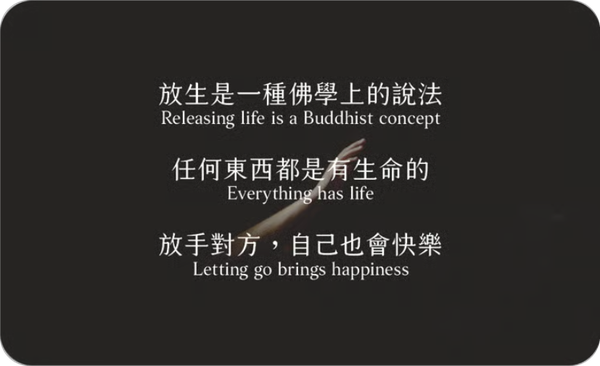 放生是一種佛學上的說法
Releasing life is a Buddhist concept
任何東西都是有生命的
Everything has life
放手對方，自己也會快樂
Letting go brings happiness